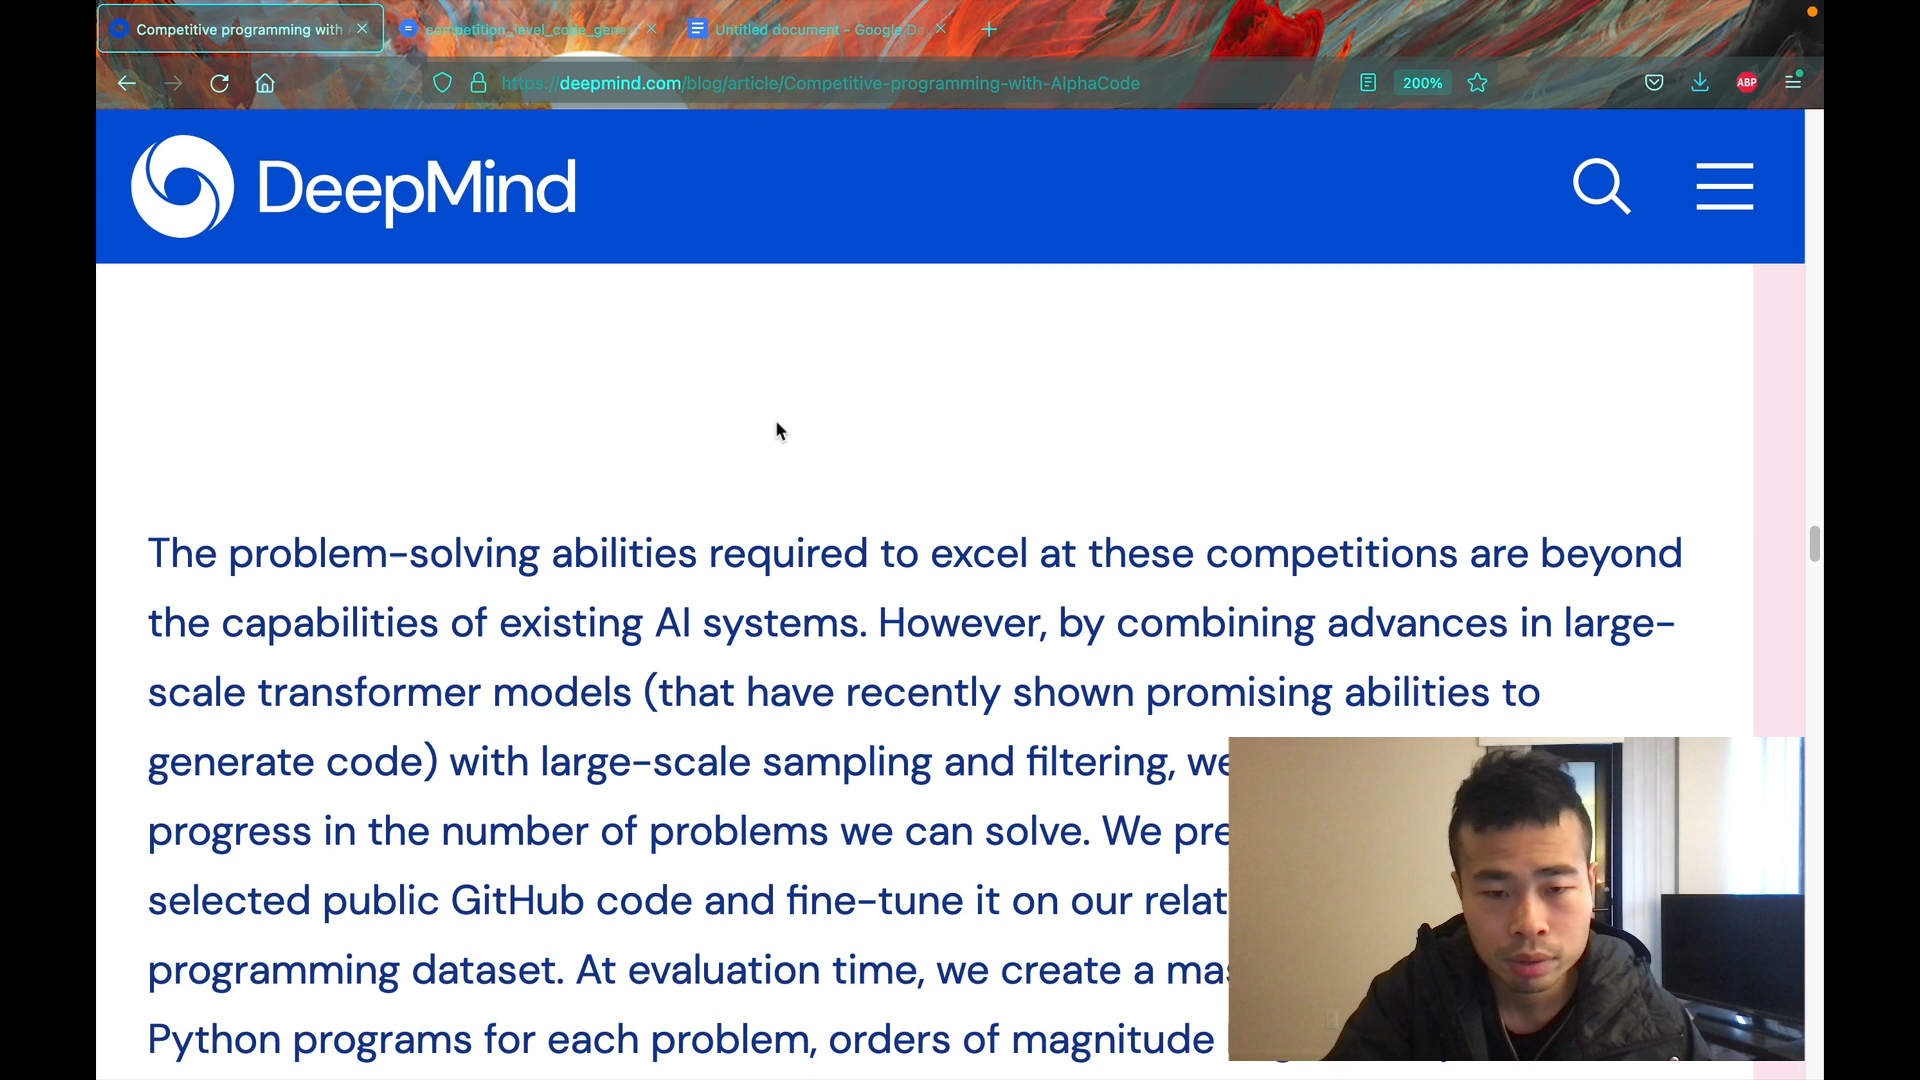 Competitive programming with
competition_level_code_gene
Untitled document - Google Do
https://deepmind.com/blog/article/Competitive-programming-with-AlphaCode
200%
ABP
DeepMind
The problem-solving abilities required to excel at these competitions are beyond
the capabilities of existing AI systems. However, by combining advances in large-
scale transformer models (that have recently shown promising abilities to
generate code) with large-scale sampling and filtering, we
progress in the number of problems we can solve. We pre
selected public GitHub code and fine-tune it on our relat
programming dataset. At evaluation time, we create a mas
Python programs for each problem, orders of magnitude